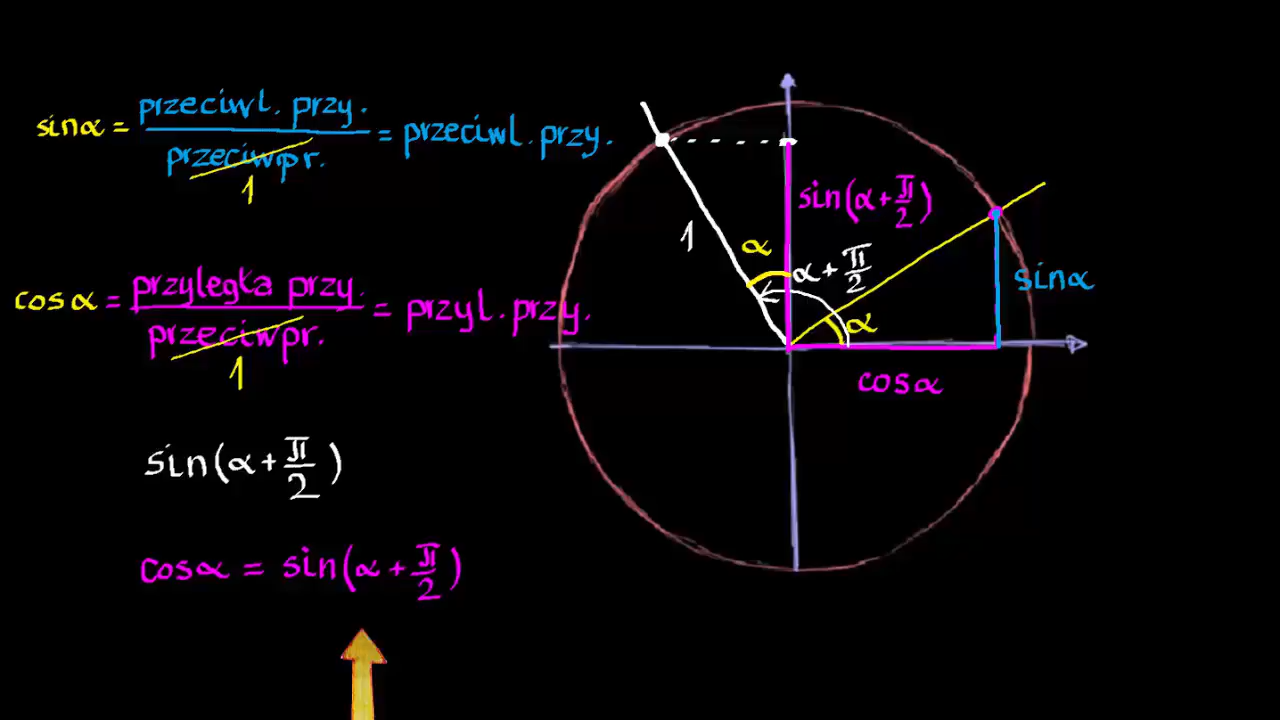 sinα = przeciwl. przy. / przeciwpr. 1 = przeciwl. przy.
cosα = przyległa przy. / przeciwpr. 1 = przyl. przy.
sin(α + π/2)
cosα = sin(α + π/2)
sin(α + π/2)
1
α
α + π/2
α
sinα
cosα